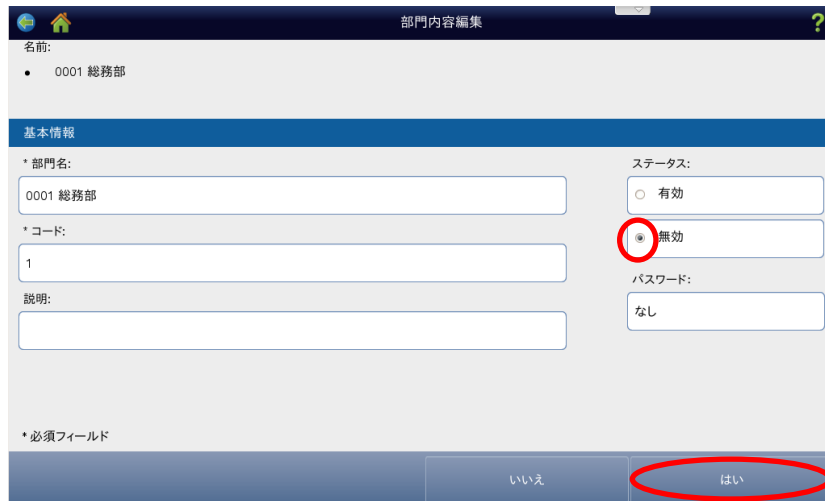 部門内容編集
?
名前:
• 0001 総務部
基本情報
* 部門名:
0001 総務部
* コード:
1
説明:
ステータス:
有効
無効
パスワード:
なし
* 必須フィールド
いいえ
はい